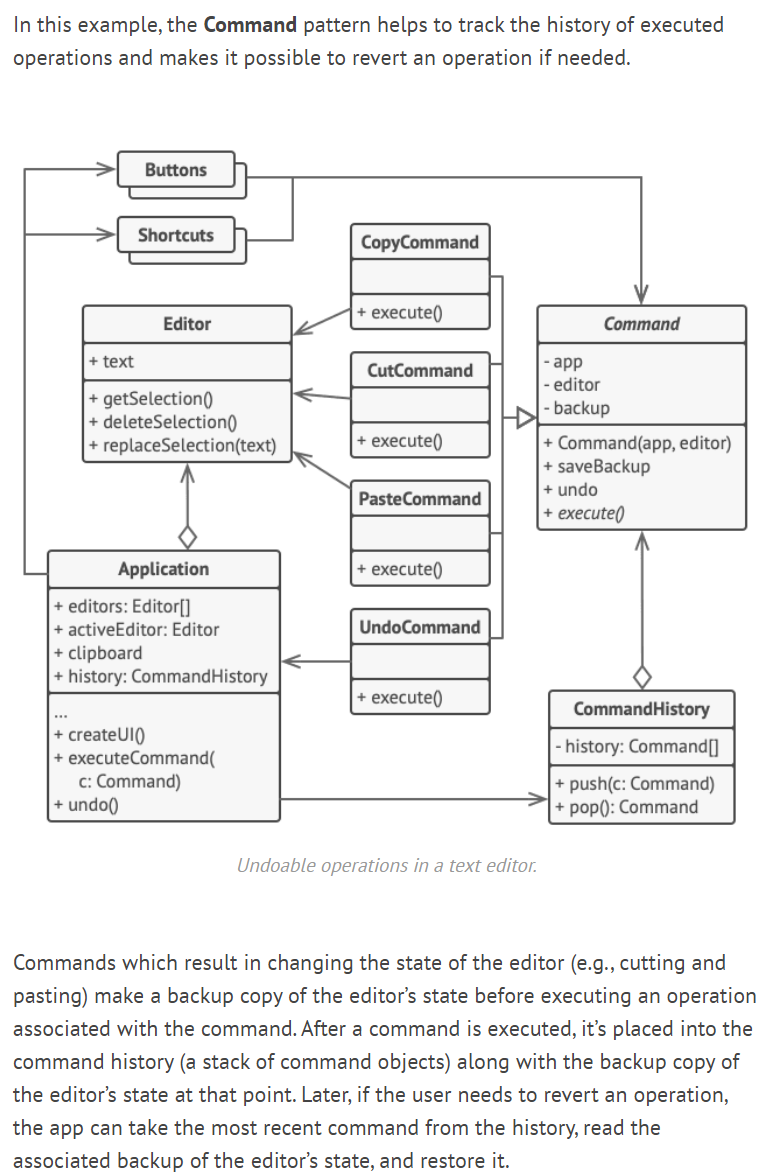 In this example, the Command pattern helps to track the history of executed
operations and makes it possible to revert an operation if needed.
Buttons
Shortcuts
CopyCommand
+ execute()
Editor
+ text
+ getSelection()
+ deleteSelection()
+ replaceSelection(text)
CutCommand
+ execute()
Command
- app
- editor
- backup
+ Command(app, editor)
+ saveBackup
+ undo
+ execute()
PasteCommand
+ execute()
Application
+ editors: Editor[]
+ activeEditor: Editor
+ clipboard
+ history: CommandHistory
...
+ createUI()
+ executeCommand(
c: Command)
+ undo()
UndoCommand
+ execute()
CommandHistory
- history: Command[]
+ push(c: Command)
+ pop(): Command
Undoable operations in a text editor.
Commands which result in changing the state of the editor (e.g., cutting and
pasting) make a backup copy of the editor’s state before executing an operation
associated with the command. After a command is executed, it’s placed into the
command history (a stack of command objects) along with the backup copy of
the editor’s state at that point. Later, if the user needs to revert an operation,
the app can take the most recent command from the history, read the
associated backup of the editor’s state, and restore it.